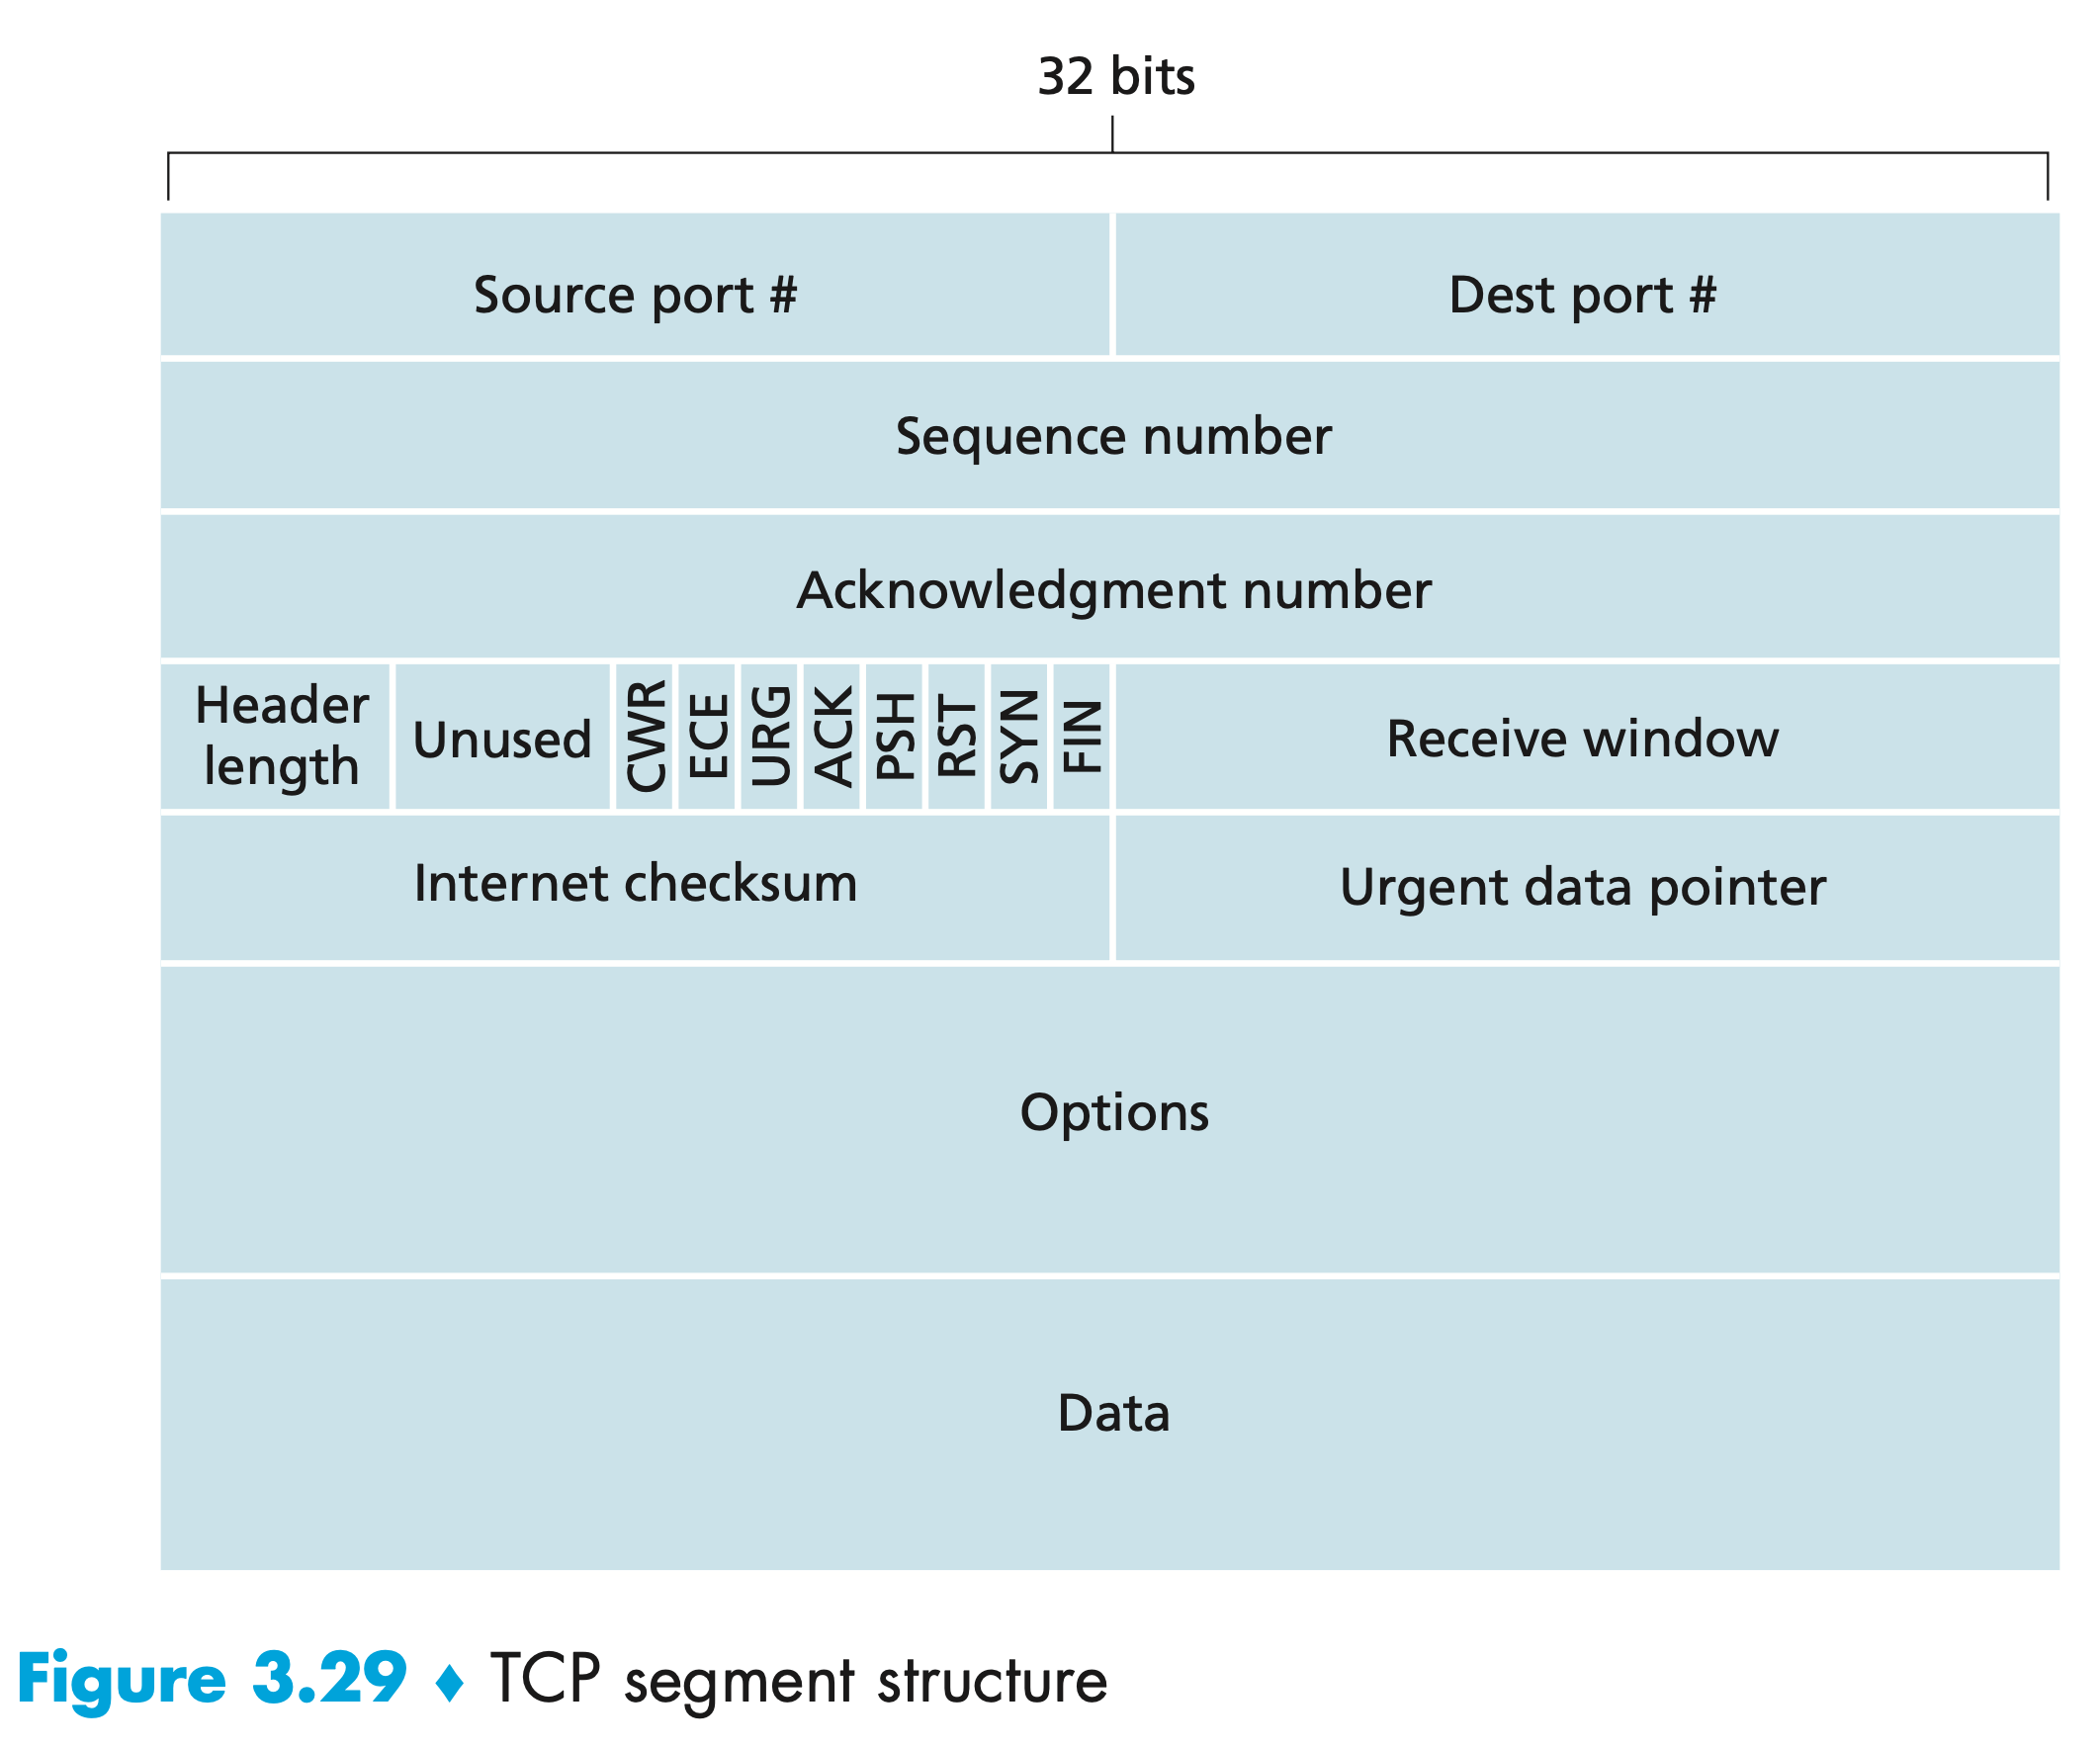 32 bits
Source port #
Dest port #
Sequence number
Acknowledgment number
Header
length
Unused
CWR
ECE
URG
ACK
PSH
RST
SYN
FIN
Receive window
Internet checksum
Urgent data pointer
Options
Data
Figure 3.29 ♦ TCP segment structure